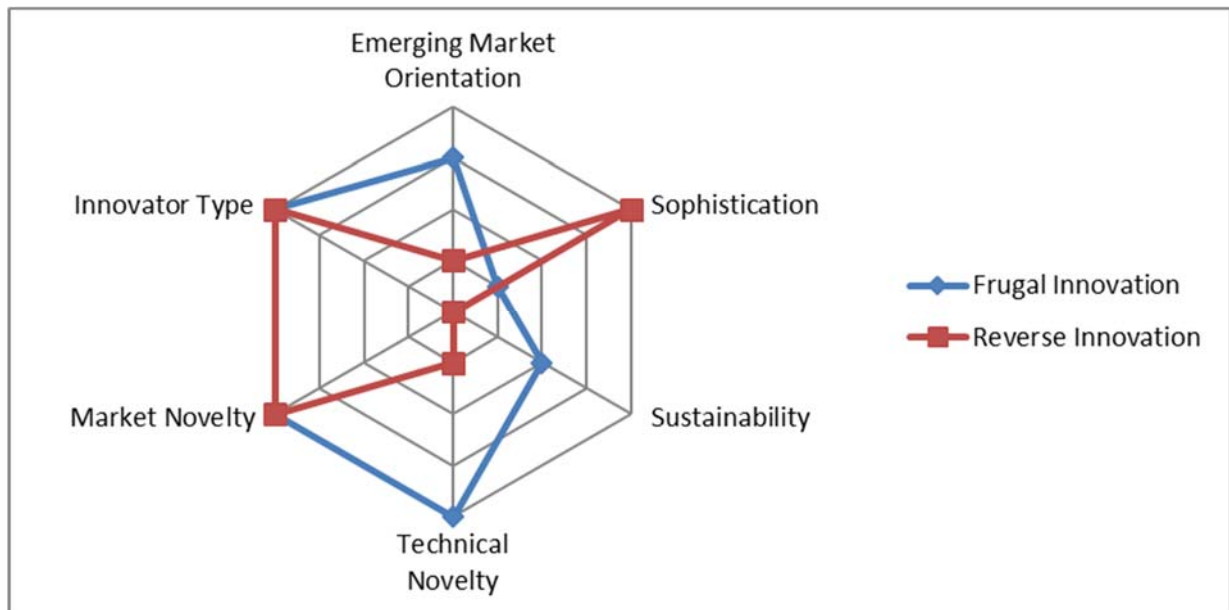 Emerging Market
Orientation
Innovator Type
Sophistication
Frugal Innovation
Reverse Innovation
Market Novelty
Sustainability
Technical
Novelty